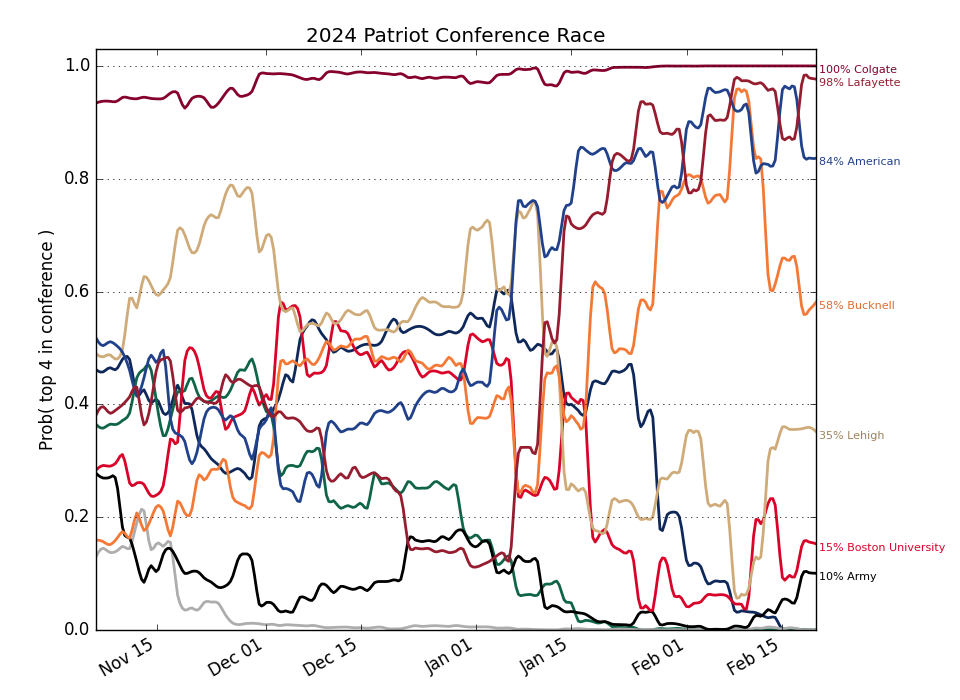 2024 Patriot Conference Race
Prob( top 4 in conference )
1.0
0.8
0.6
0.4
0.2
0.0
Nov 15
Dec 01
Dec 15
Jan 01
Jan 15
Feb 01
Feb 15
100% Colgate
98% Lafayette
84% American
58% Bucknell
35% Lehigh
15% Boston University
10% Army